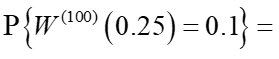 P{W^{(100)}(0.25) = 0.1} =